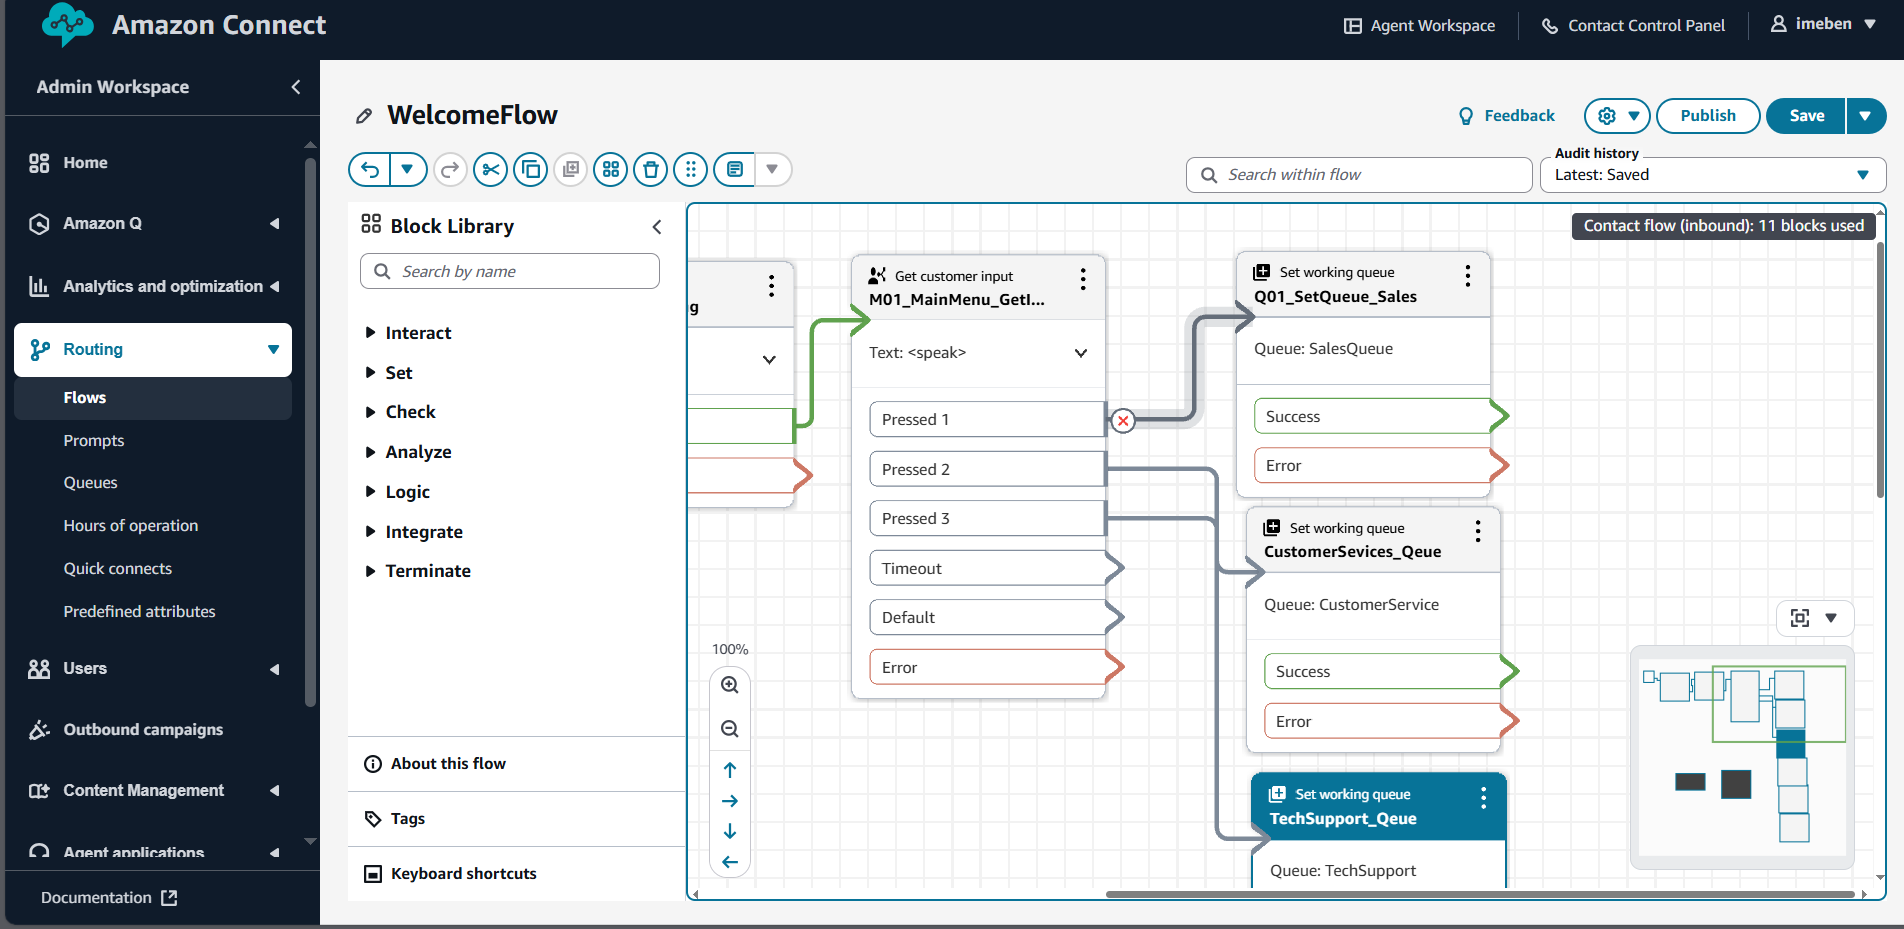 Amazon Connect
Agent Workspace
Contact Control Panel
imeben
Admin Workspace
Home
Amazon Q
Analytics and optimization
Routing
Flows
Prompts
Queues
Hours of operation
Quick connects
Predefined attributes
Users
Outbound campaigns
Content Management
Agent applications
Documentation
WelcomeFlow
Feedback
Publish
Save
Search within flow
Audit history
Latest: Saved
Block Library
Search by name
Interact
Set
Check
Analyze
Logic
Integrate
Terminate
About this flow
Tags
Keyboard shortcuts
Contact flow (inbound): 11 blocks used
100%
g
Get customer input
M01_MainMenu_GetI...
Text: <speak>
Pressed 1
Pressed 2
Pressed 3
Timeout
Default
Error
Set working queue
Q01_SetQueue_Sales
Queue: SalesQueue
Success
Error
Set working queue
CustomerSevices_Qeue
Queue: CustomerService
Success
Error
Set working queue
TechSupport_Qeue
Queue: TechSupport